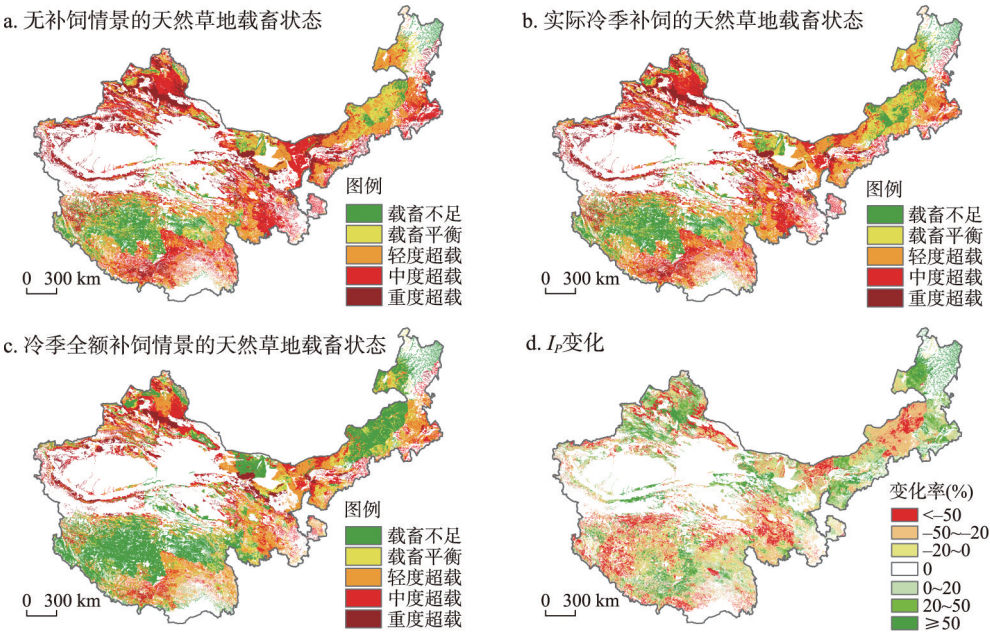 a. 无补饲情景的天然草地载畜状态
图例
载畜不足
载畜平衡
轻度超载
中度超载
重度超载
0 300 km
b. 实际冷季补饲的天然草地载畜状态
图例
载畜不足
载畜平衡
轻度超载
中度超载
重度超载
0 300 km
c. 冷季全额补饲情景的天然草地载畜状态
图例
载畜不足
载畜平衡
轻度超载
中度超载
重度超载
0 300 km
d. IP变化
变化率(%)
<–50
–50~–20
–20~0
0
0~20
20~50
≥50
0 300 km